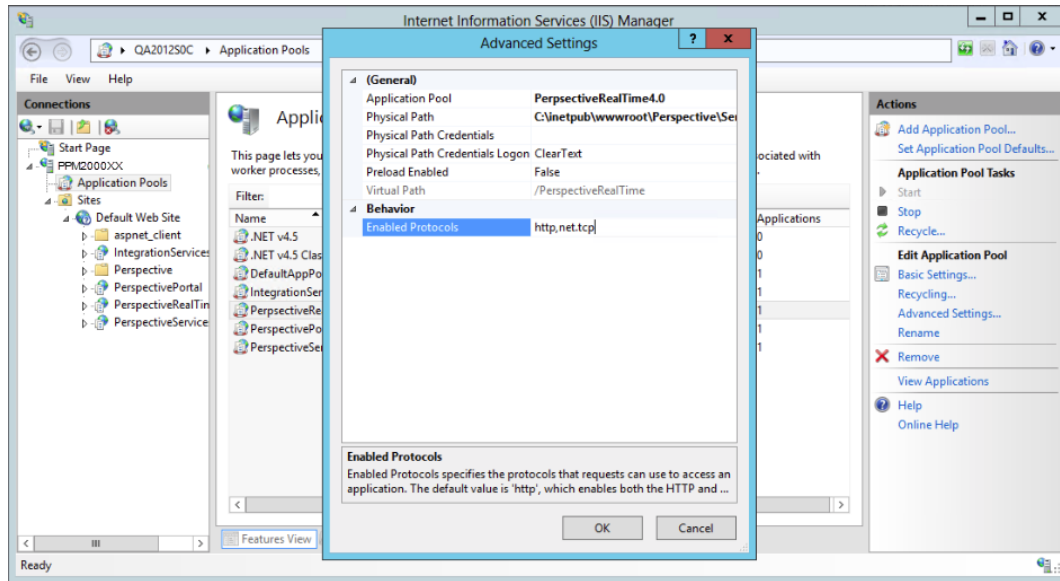 Internet Information Services (IIS) Manager
QA2012S0C
Application Pools
File View Help
Connections
Start Page
PPM2000XX
Application Pools
Sites
Default Web Site
aspnet_client
IntegrationServices
Perspective
PerspectivePortal
PerspectiveRealTin
PerspectiveService
Applic
This page lets you
ociated with
worker processes,
Filter:
Name
Applications
.NET v4.5
0
.NET v4.5 Clas
0
DefaultAppPo
1
IntegrationSer
1
PerpsectiveRe
1
PerspectivePo
1
PerspectiveSer
1
Features View
Ready
Advanced Settings
?
x
(General)
Application Pool PerpsectiveRealTime4.0
Physical Path C:\inetpub\wwwroot\Perspective\Ser
Physical Path Credentials
Physical Path Credentials Logon ClearText
Preload Enabled False
Virtual Path /PerspectiveRealTime
Behavior
Enabled Protocols http,net.tcp
Enabled Protocols
Enabled Protocols specifies the protocols that requests can use to access an
application. The default value is 'http', which enables both the HTTP and ...
OK Cancel
Actions
Add Application Pool...
Set Application Pool Defaults...
Application Pool Tasks
Start
Stop
Recycle...
Edit Application Pool
Basic Settings...
Recycling...
Advanced Settings...
Rename
Remove
View Applications
Help
Online Help